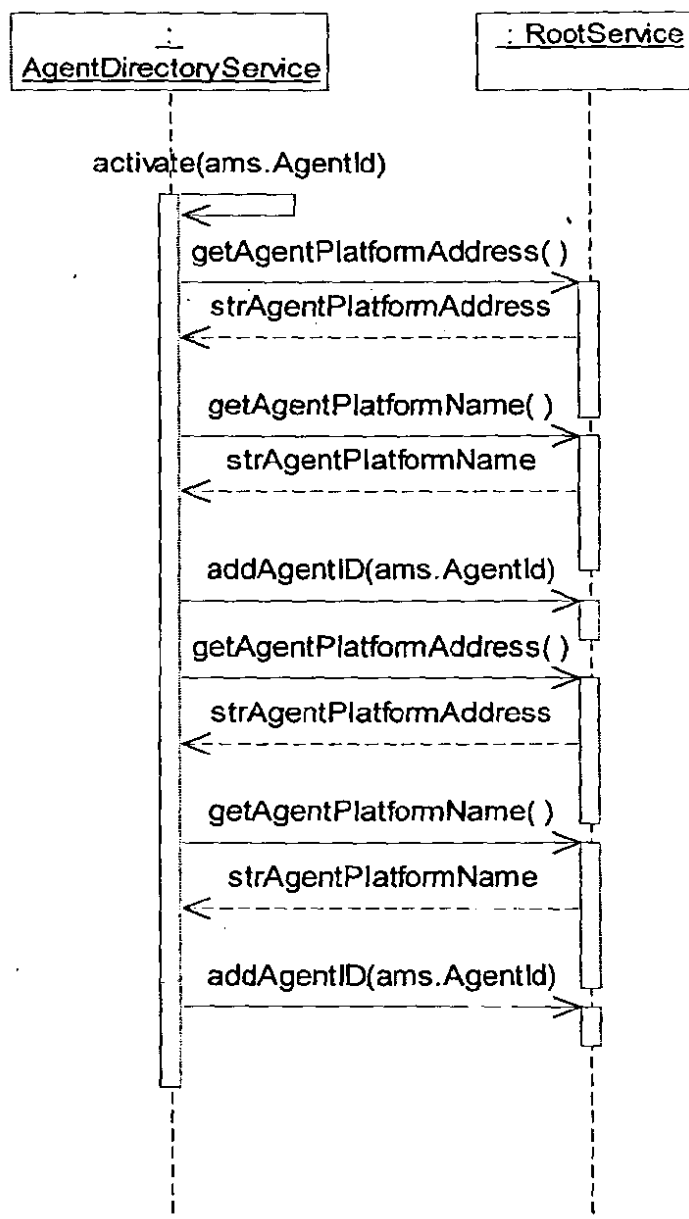 :
AgentDirectoryService
: RootService
activate(ams.AgentId)
getAgentPlatformAddress( )
strAgentPlatformAddress
getAgentPlatformName( )
strAgentPlatformName
addAgentID(ams.AgentId)
getAgentPlatformAddress( )
strAgentPlatformAddress
getAgentPlatformName( )
strAgentPlatformName
addAgentID(ams.AgentId)